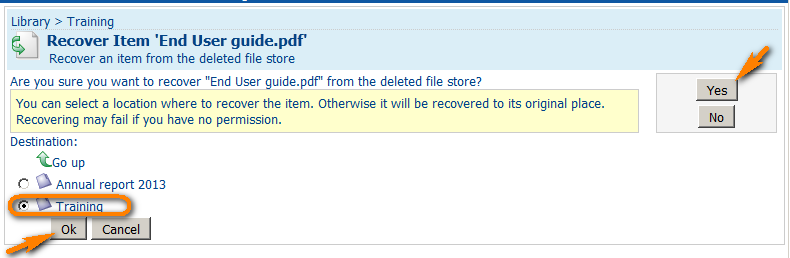 Library > Training
Recover Item 'End User guide.pdf'
Recover an item from the deleted file store
Are you sure you want to recover "End User guide.pdf" from the deleted file store?
Yes
You can select a location where to recover the item. Otherwise it will be recovered to its original place.
Recovering may fail if you have no permission.
No
Destination:
Go up
Annual report 2013
Training
Ok Cancel